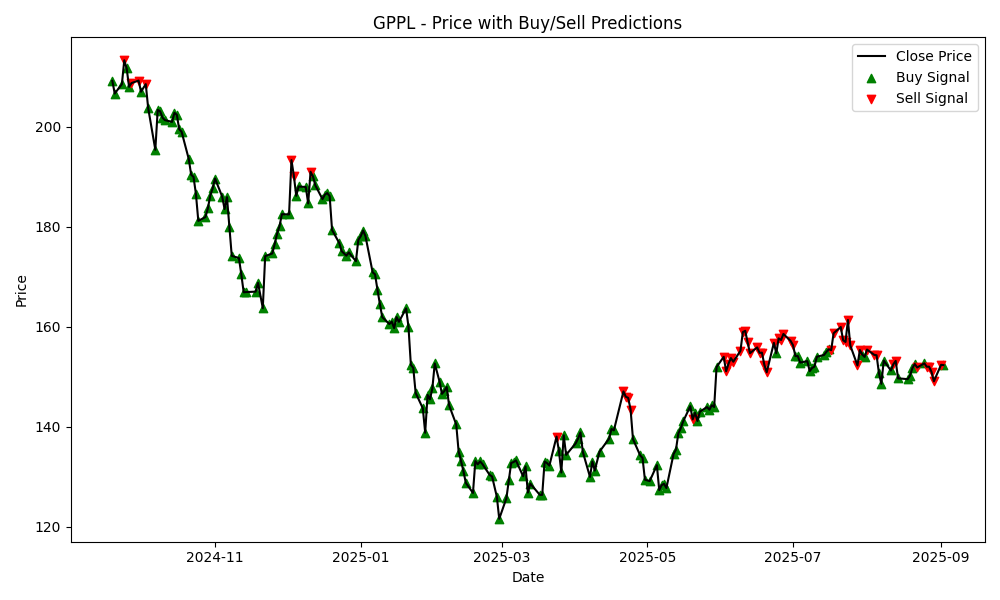 GPPL - Price with Buy/Sell Predictions
Close Price
Buy Signal
Sell Signal
Price
200
180
160
140
120
2024-11
2025-01
2025-03
2025-05
2025-07
2025-09
Date